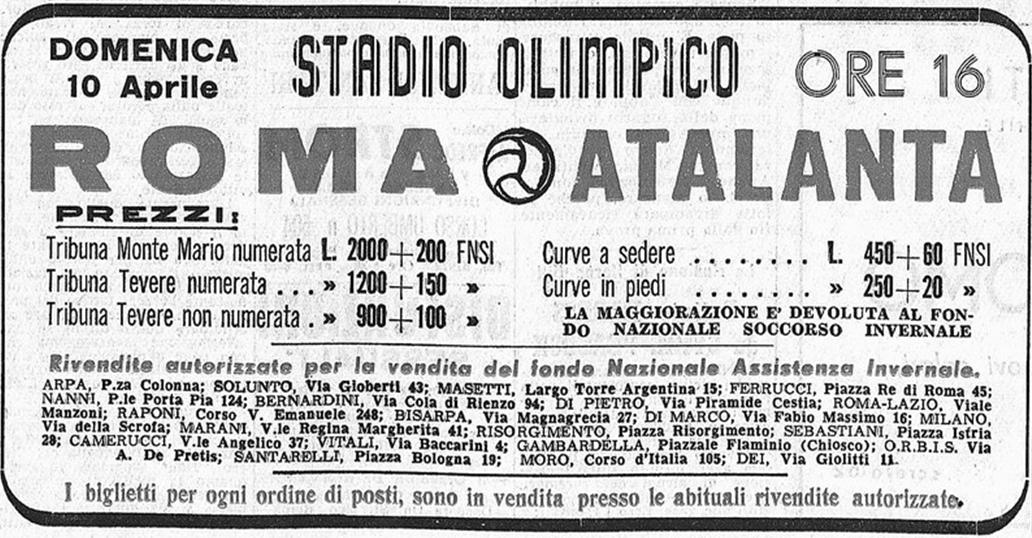 DOMENICA
10 Aprile
STADIO OLIMPICO
ORE 16
ROMA ATALANTA
PREZZI:
Tribuna Monte Mario numerata L. 2000+200 FNSI
Tribuna Tevere numerata . . . » 1200+150 »
Tribuna Tevere non numerata . » 900+100 »
Curve a sedere . . . . . . . . L. 450+60 FNSI
Curve in piedi . . . . . . . . » 250+20 »
LA MAGGIORAZIONE E' DEVOLUTA AL FON-
DO NAZIONALE SOCCORSO INVERNALE
Rivendite autorizzate per la vendita del fondo Nazionale Assistenza Invernale.
ARPA, P.za Colonna; SOLUNTO, Via Gioberti 43; MASETTI, Largo Torre Argentina 15; FERRUCCI, Piazza Re di Roma 45;
NANNI, P.le Porta Pia 124; BERNARDINI, Via Cola di Rienzo 94; DI PIETRO, Via Piramide Cestia; ROMA-LAZIO, Viale
Manzoni; RAPONI, Corso V. Emanuele 248; BISARPA, Via Magnagrecia 27; DI MARCO, Via Fabio Massimo 16; MILANO,
Via della Scrofa; MARANI, V.le Regina Margherita 41; RISORGIMENTO, Piazza Risorgimento; SEBASTIANI, Piazza Istria
28; CAMERUCCI, V.le Angelico 37; VITALI, Via Baccarini 4; GAMBARDELLA, Piazzale Flaminio (Chiosco); O.R.B.I.S. Via
A. De Pretis; SANTARELLI, Piazza Bologna 19; MORO, Corso d'Italia 105; DEI, Via Giolitti 11.
I biglietti per ogni ordine di posti, sono in vendita presso le abituali rivendite autorizzate.